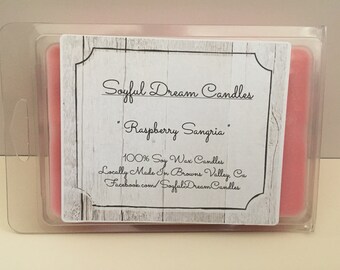 Soyful Dream Candles
"Raspberry Sangria"
100% Soy Wax Candles
Locally Made In Browns Valley, Ca
Facebook.com/SoyfulDreamCandles